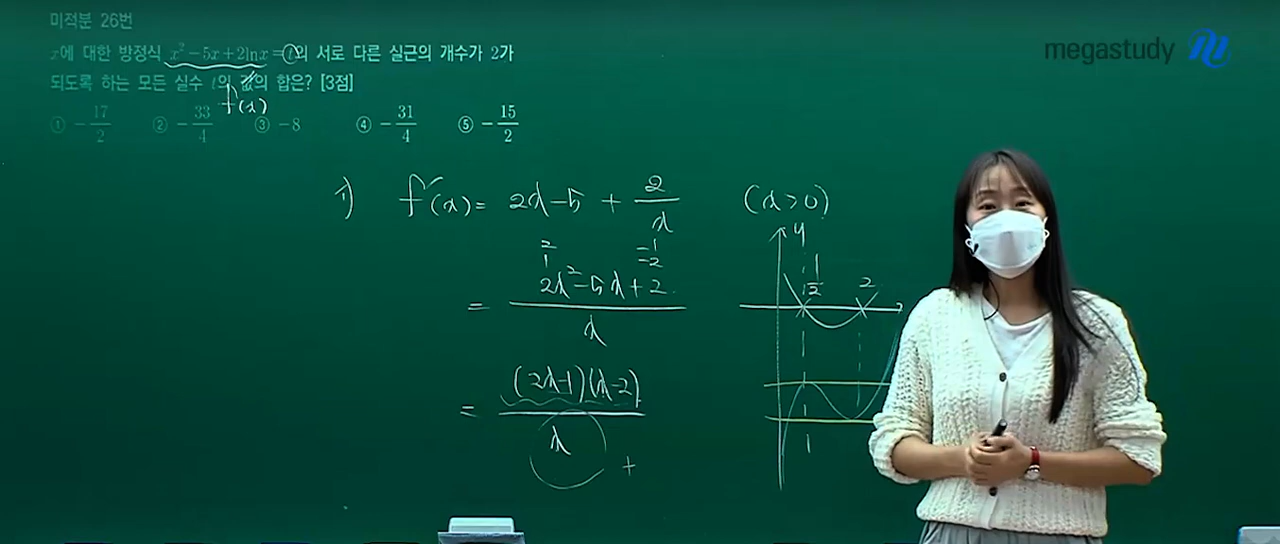 미적분 26번
megastudy
x에 대한 방정식 x² − 5x + 2lnx = t의 서로 다른 실근의 개수가 2가
되도록 하는 모든 실수 t의 값의 합은? [3점]
f(x)
① −17/2 ② −33/4 ③ −8 ④ −31/4 ⑤ −15/2
i) f'(x) = 2x−5 + 2/x (x>0)
y
2 −1
1 −2
= (2x²−5x+2)/x
1/2 2
= (2x−1)(x−2)/x
+